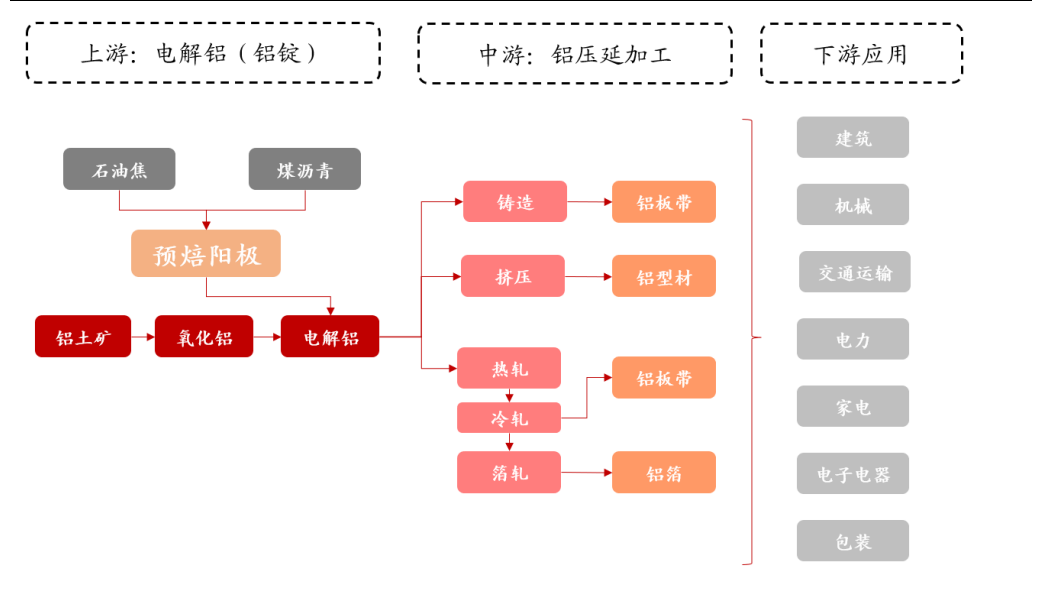 上游：电解铝（铝锭）
中游：铝压延加工
下游应用
石油焦
煤沥青
预焙阳极
铝土矿
氧化铝
电解铝
铸造
铝板带
挤压
铝型材
热轧
冷轧
铝板带
箔轧
铝箔
建筑
机械
交通运输
电力
家电
电子电器
包装